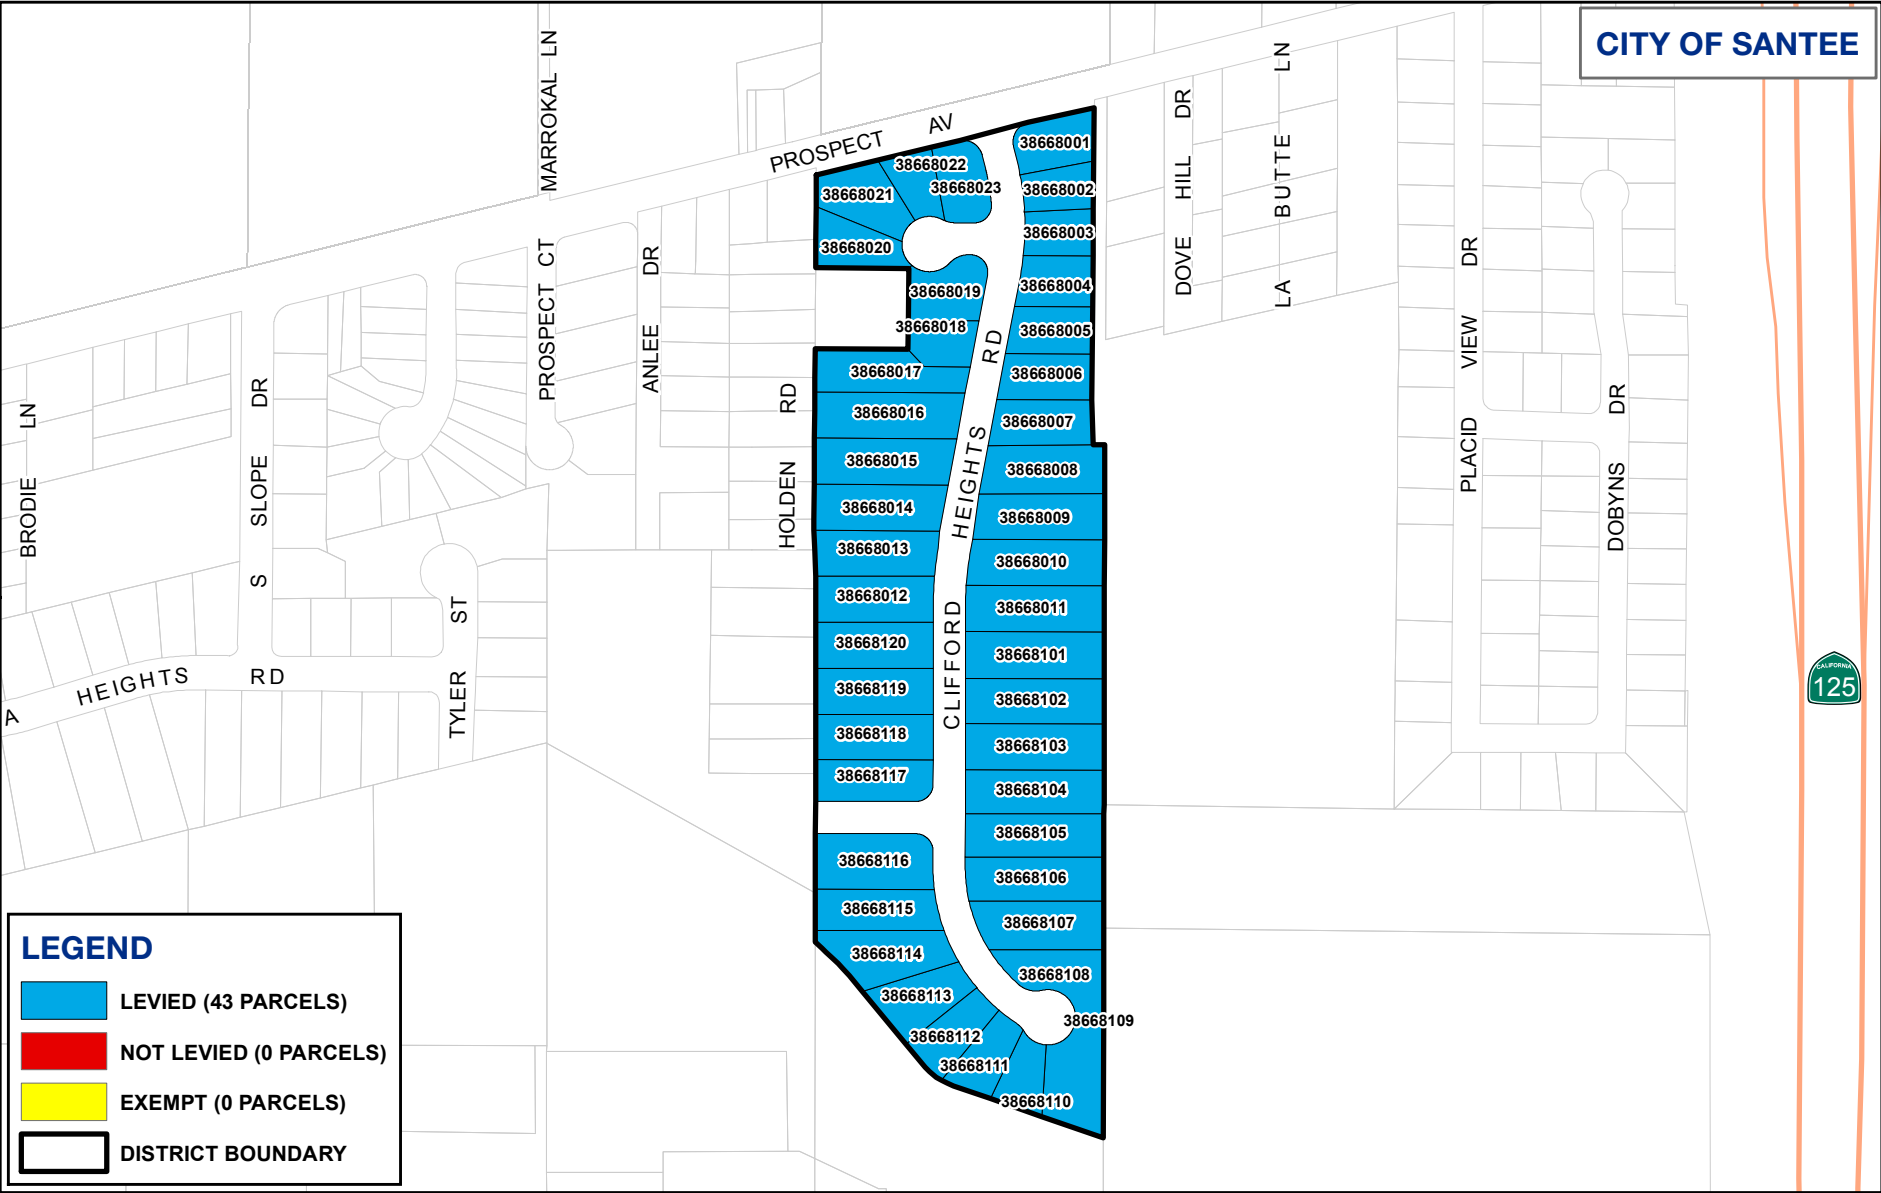 CITY OF SANTEE
MARROKAL LN
PROSPECT AV
DOVE HILL DR
LA BUTTE LN
PLACID VIEW DR
DOBYNS DR
PROSPECT CT
ANLEE DR
HOLDEN RD
BRODIE LN
S SLOPE DR
TYLER ST
A HEIGHTS RD
CLIFFORD HEIGHTS RD
CALIFORNIA
125
38668001
38668002
38668003
38668004
38668005
38668006
38668007
38668008
38668009
38668010
38668011
38668101
38668102
38668103
38668104
38668105
38668106
38668107
38668108
38668109
38668110
38668111
38668112
38668113
38668114
38668115
38668116
38668117
38668118
38668119
38668120
38668012
38668013
38668014
38668015
38668016
38668017
38668018
38668019
38668020
38668021
38668022
38668023
LEGEND
LEVIED (43 PARCELS)
NOT LEVIED (0 PARCELS)
EXEMPT (0 PARCELS)
DISTRICT BOUNDARY